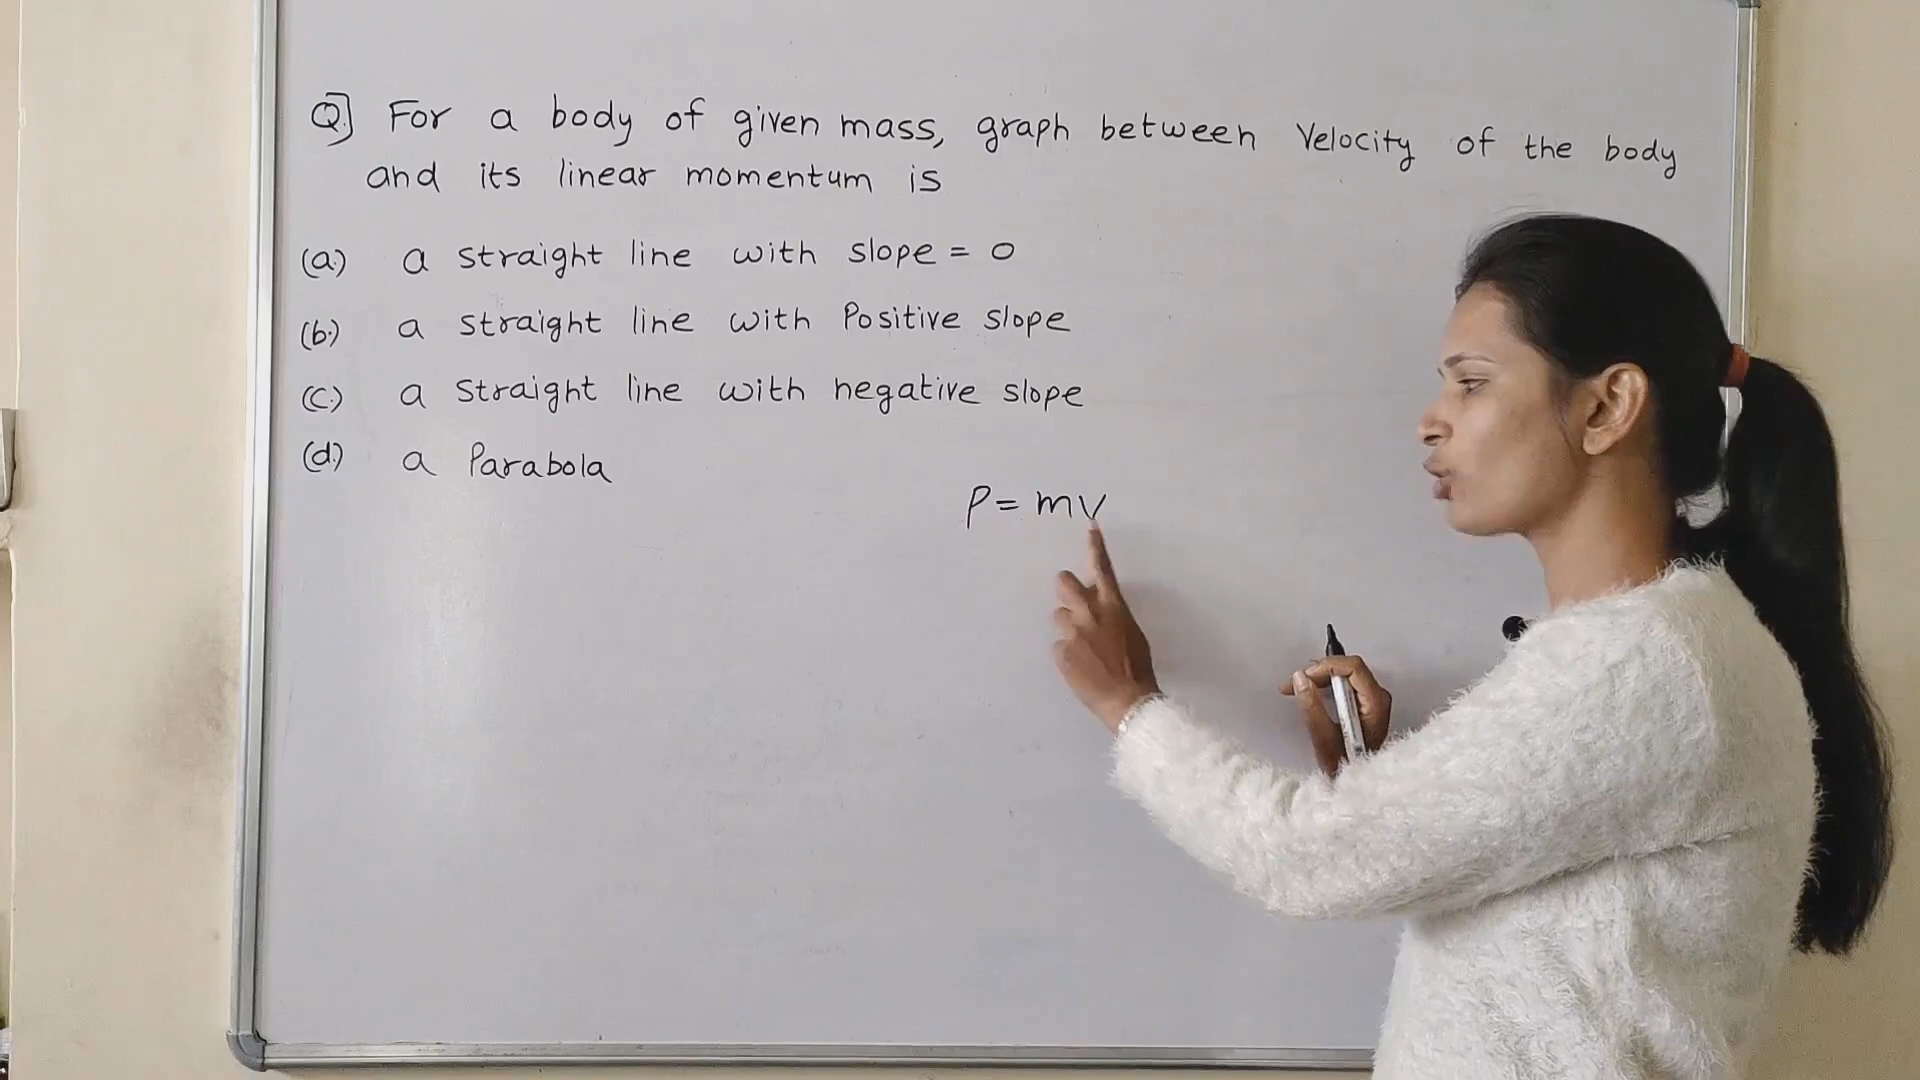 Q.] For a body of given mass, graph between Velocity of the body
and its linear momentum is
(a.) a straight line with slope = 0
(b.) a straight line with Positive slope
(c.) a straight line with negative slope
(d.) a Parabola
P = mv